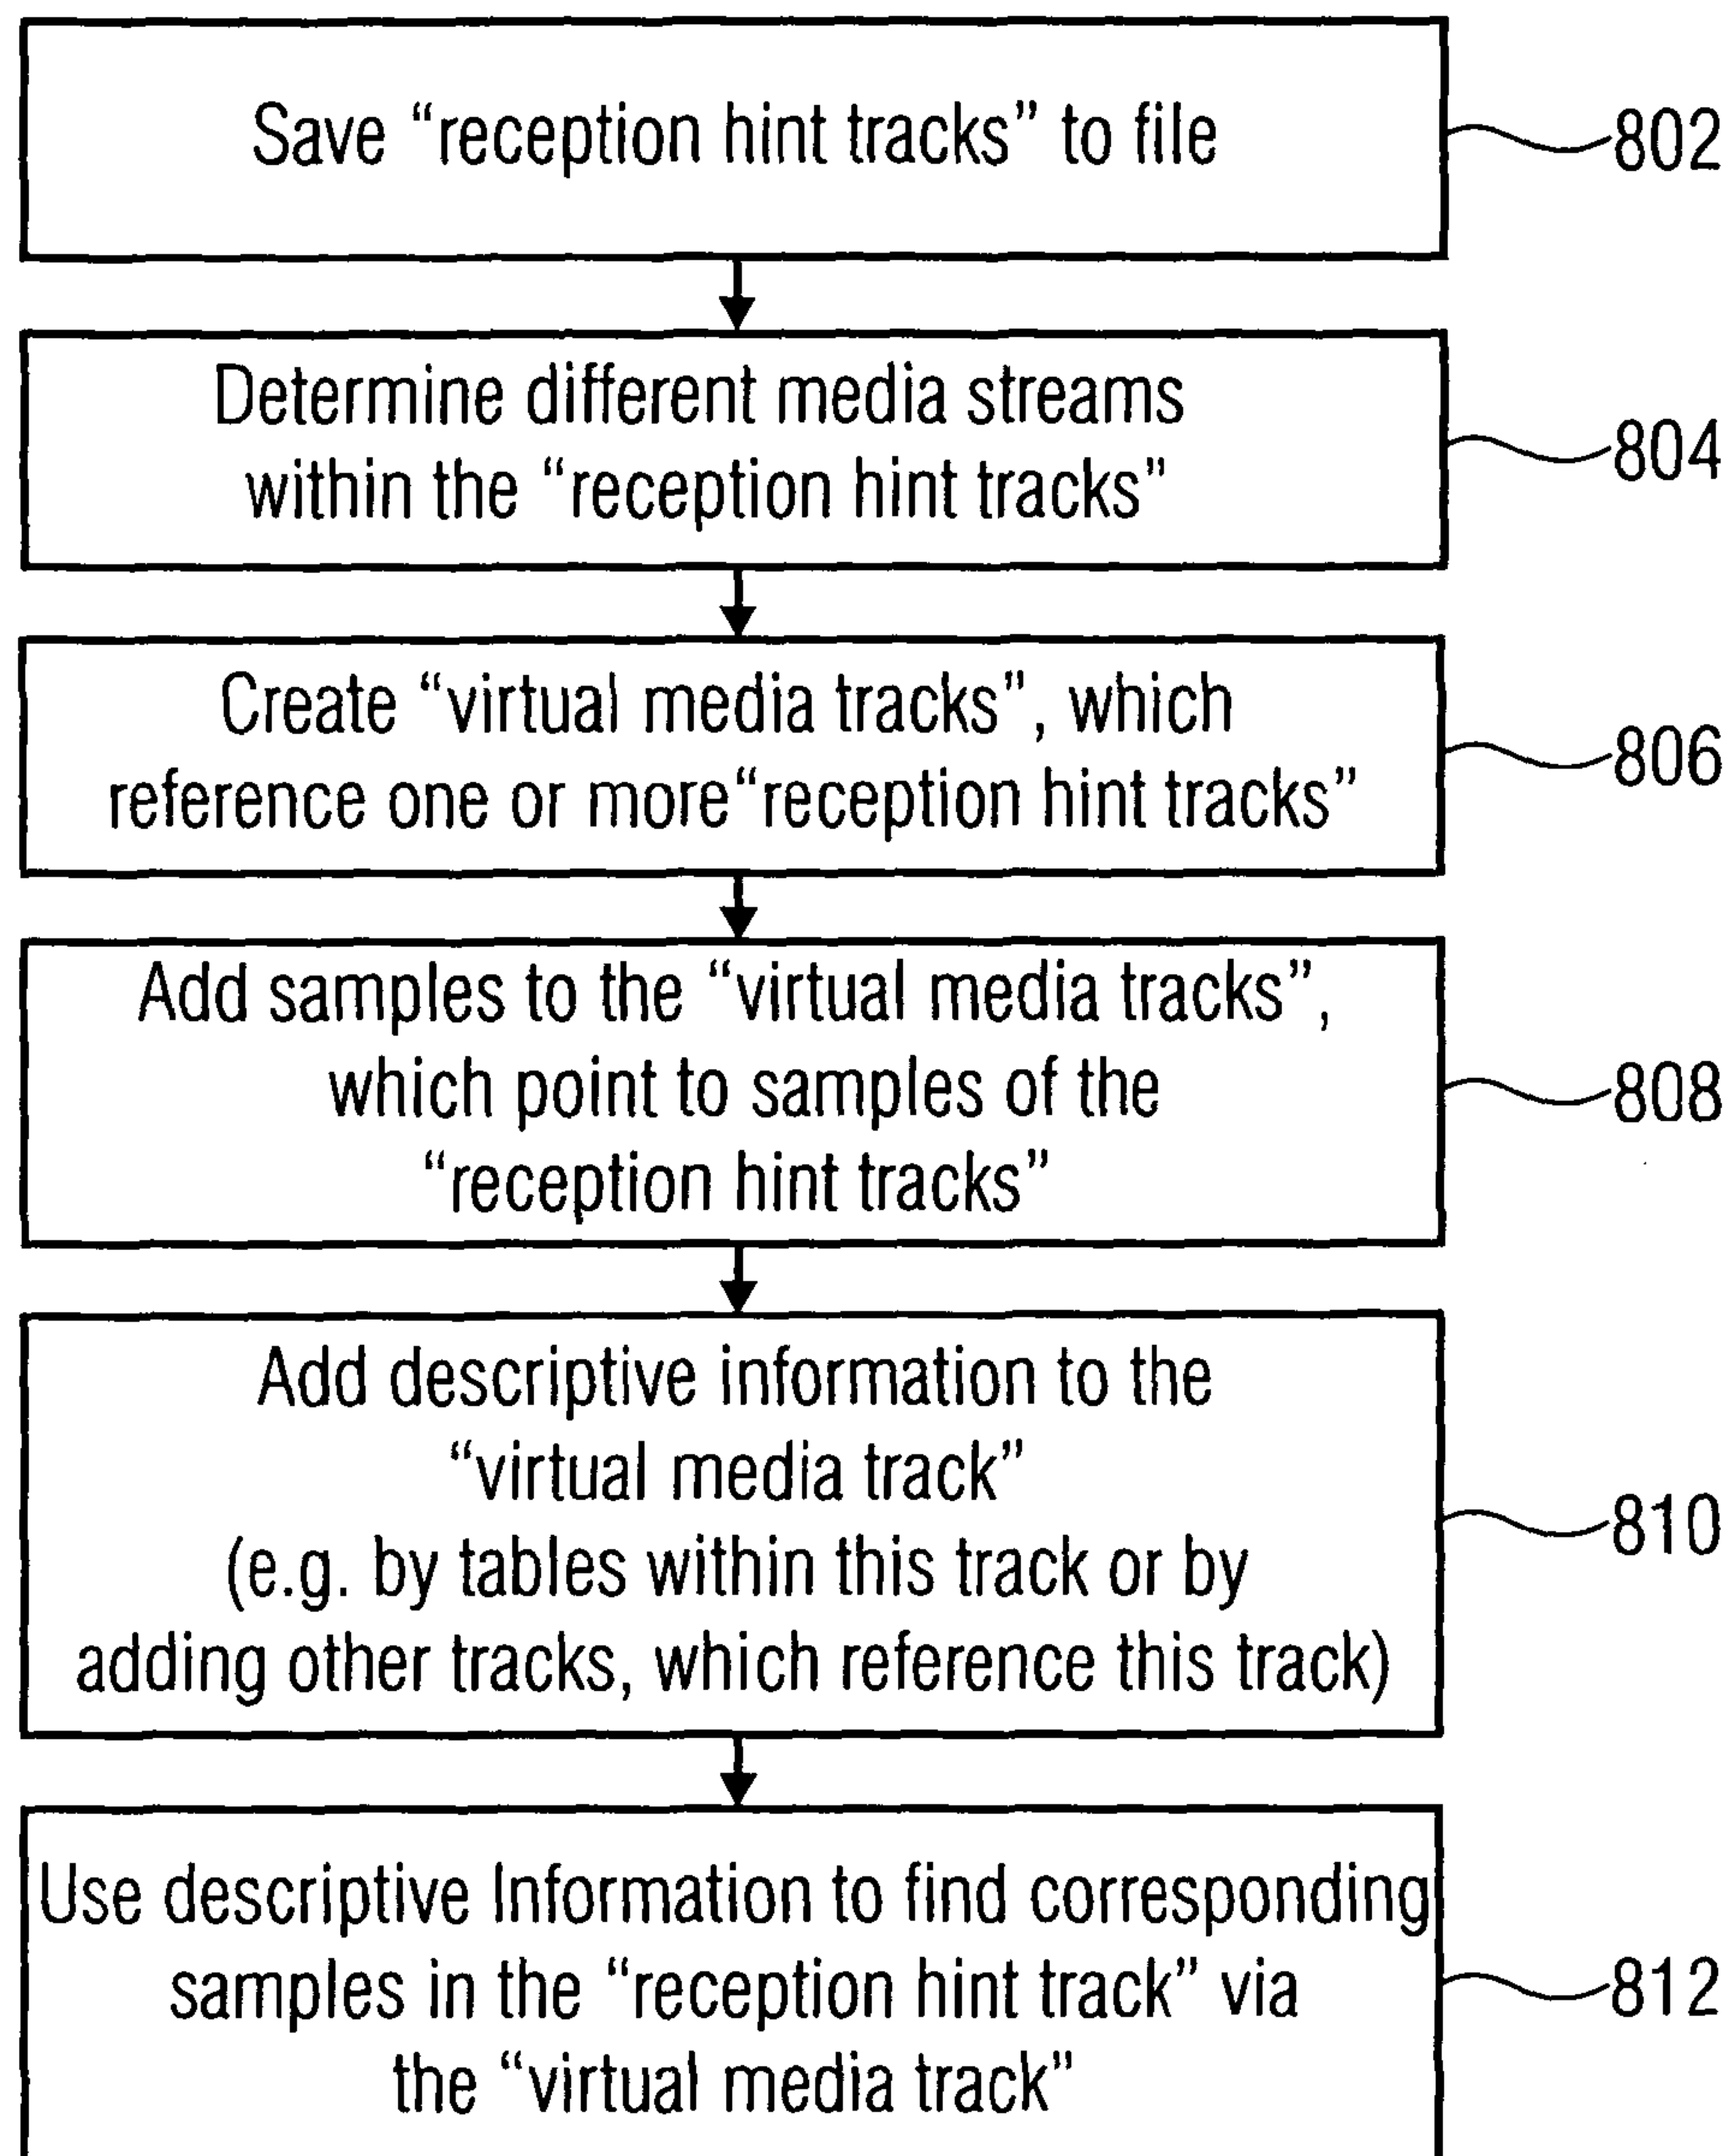 Save “reception hint tracks” to file
802
Determine different media streams
within the “reception hint tracks”
804
Create “virtual media tracks”, which
reference one or more“reception hint tracks”
806
Add samples to the “virtual media tracks”,
which point to samples of the
“reception hint tracks”
808
Add descriptive information to the
“virtual media track”
(e.g. by tables within this track or by
adding other tracks, which reference this track)
810
Use descriptive Information to find corresponding
samples in the “reception hint track” via
the “virtual media track”
812